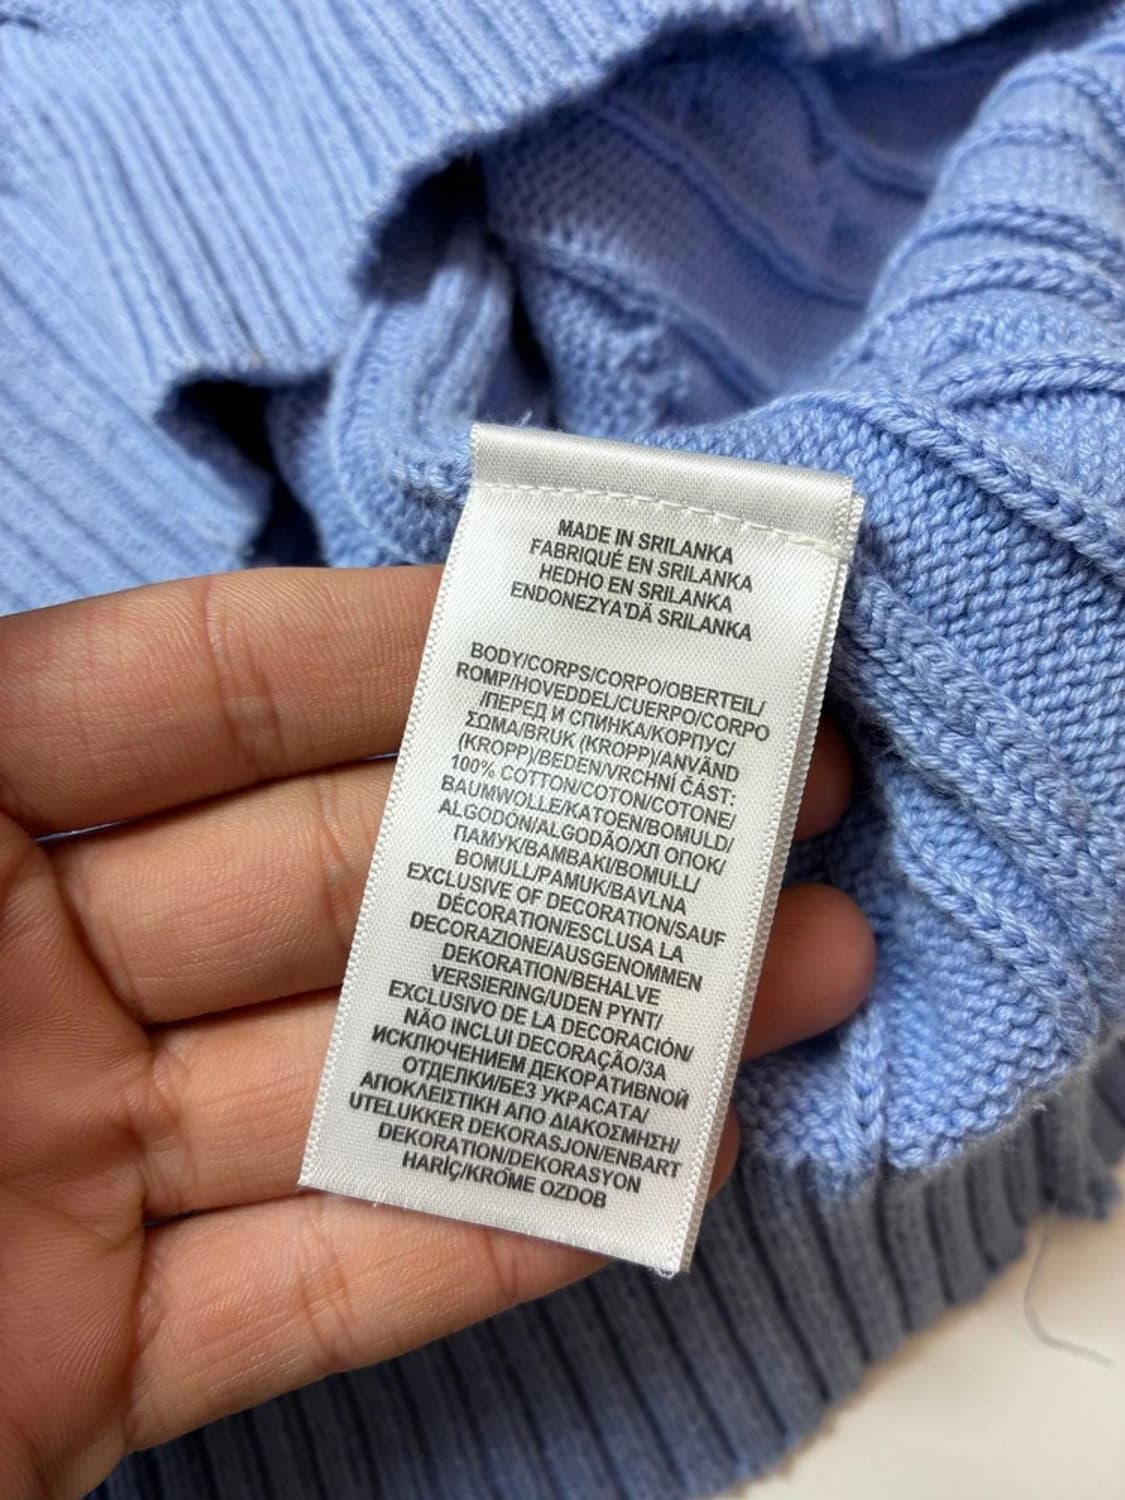 MADE IN SRILANKA
FABRIQUÉ EN SRILANKA
HEDHO EN SRILANKA
ENDONEZYA'DÃ SRILANKA
BODY/CORPS/CORPO/OBERTEIL/
ROMP/HOVEDDEL/CUERPO/CORPO
/ПЕРЕД И СПИНКА/КОРПУС/
ΣΩΜΑ/BRUK (KROPP)/ANVÄND
(KROPP)/BEDEN/VRCHNÍ ČÁST:
100% COTTON/COTON/COTONE/
BAUMWOLLE/KATOEN/BOMULD/
ALGODÓN/ALGODÃO/ХЛ ОПОК/
ПАМУК/BAMBAKI/BOMULL/
BOMULL/PAMUK/BAVLNA
EXCLUSIVE OF DECORATION/SAUF
DÉCORATION/ESCLUSA LA
DECORAZIONE/AUSGENOMMEN
DEKORATION/BEHALVE
VERSIERING/UDEN PYNT/
EXCLUSIVO DE LA DECORACIÓN/
NÃO INCLUI DECORAÇÃO/ЗА
ИСКЛЮЧЕНИЕМ ДЕКОРАТИВНОЙ
ОТДЕЛКИ/БЕЗ УКРАСАТА/
ΑΠΟΚΛΕΙΣΤΙΚΗ ΑΠΟ ΔΙΑΚΟΣΜΗΣΗ/
UTELUKKER DEKORASJON/ENBART
DEKORATION/DEKORASYON
HARİÇ/KROŤME OZDOB